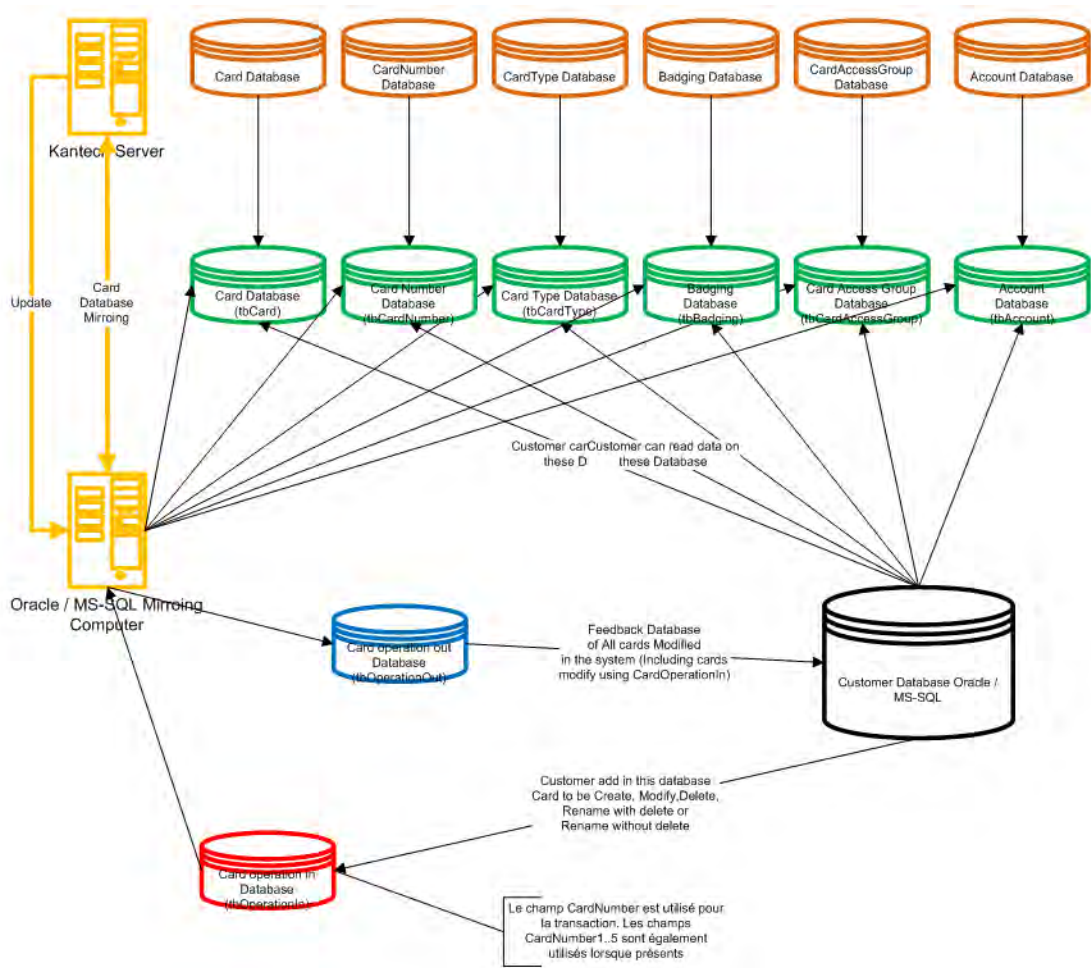 Card Database
CardNumber
Database
CardType Database
Badging Database
CardAccessGroup
Database
Account Database
Kantech Server
Update
Card
Database
Mirroing
Card Database
(tbCard)
Card Number
Database
(tbCardNumber)
Card Type Database
(tbCardType)
Badging
Database
(tbBadging)
Card Access Group
Database
(tbCardAccessGroup)
Account
Database
(tbAccount)
Customer car
these D
Customer can read data on
these Database
Oracle / MS-SQL Mirroing
Computer
Card operation out
Database
(tbOperationOut)
Feedback Database
of All cards Modified
in the system (Including cards
modify using CardOperationIn)
Customer Database Oracle /
MS-SQL
Customer add in this database
Card to be Create, Modify,Delete,
Rename with delete or
Rename without delete
Card operation in
Database
(tbOperationIn)
Le champ CardNumber est utilisé pour
la transaction. Les champs
CardNumber1..5 sont également
utilisés lorsque présents